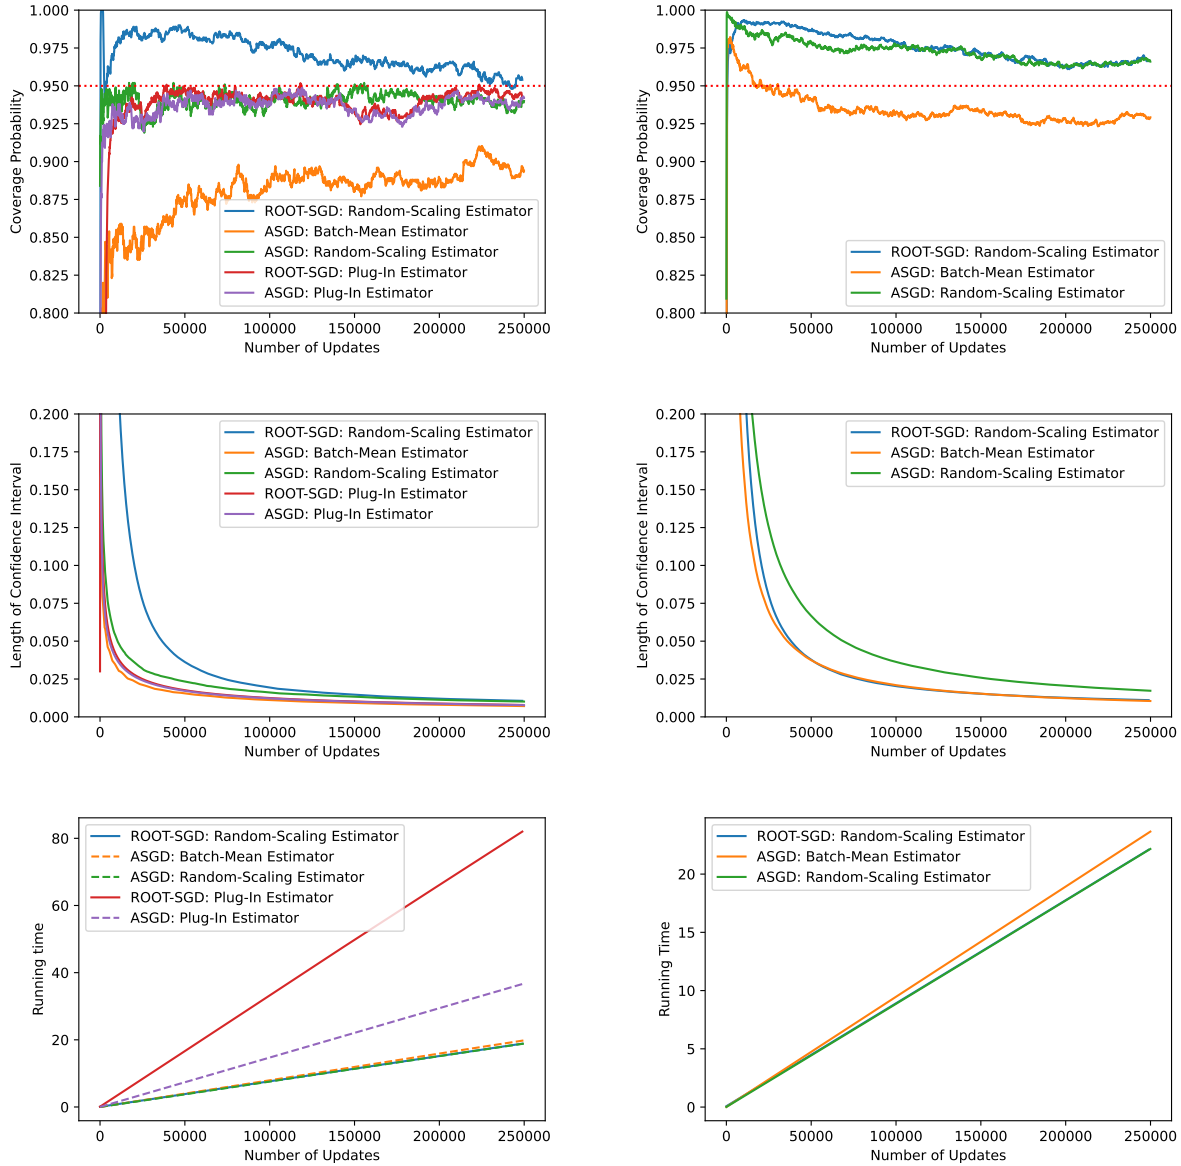 1.000
0.975
0.950
0.925
0.900
0.875
0.850
0.825
0.800
Coverage Probability
ROOT-SGD: Random-Scaling Estimator
ASGD: Batch-Mean Estimator
ASGD: Random-Scaling Estimator
ROOT-SGD: Plug-In Estimator
ASGD: Plug-In Estimator
0 50000 100000 150000 200000 250000
Number of Updates
1.000
0.975
0.950
0.925
0.900
0.875
0.850
0.825
0.800
Coverage Probability
ROOT-SGD: Random-Scaling Estimator
ASGD: Batch-Mean Estimator
ASGD: Random-Scaling Estimator
0 50000 100000 150000 200000 250000
Number of Updates
0.200
0.175
0.150
0.125
0.100
0.075
0.050
0.025
0.000
Length of Confidence Interval
ROOT-SGD: Random-Scaling Estimator
ASGD: Batch-Mean Estimator
ASGD: Random-Scaling Estimator
ROOT-SGD: Plug-In Estimator
ASGD: Plug-In Estimator
0 50000 100000 150000 200000 250000
Number of Updates
0.200
0.175
0.150
0.125
0.100
0.075
0.050
0.025
0.000
Length of Confidence Interval
ROOT-SGD: Random-Scaling Estimator
ASGD: Batch-Mean Estimator
ASGD: Random-Scaling Estimator
0 50000 100000 150000 200000 250000
Number of Updates
80
60
40
20
0
Running time
ROOT-SGD: Random-Scaling Estimator
ASGD: Batch-Mean Estimator
ASGD: Random-Scaling Estimator
ROOT-SGD: Plug-In Estimator
ASGD: Plug-In Estimator
0 50000 100000 150000 200000 250000
Number of Updates
20
15
10
5
0
Running Time
ROOT-SGD: Random-Scaling Estimator
ASGD: Batch-Mean Estimator
ASGD: Random-Scaling Estimator
0 50000 100000 150000 200000 250000
Number of Updates